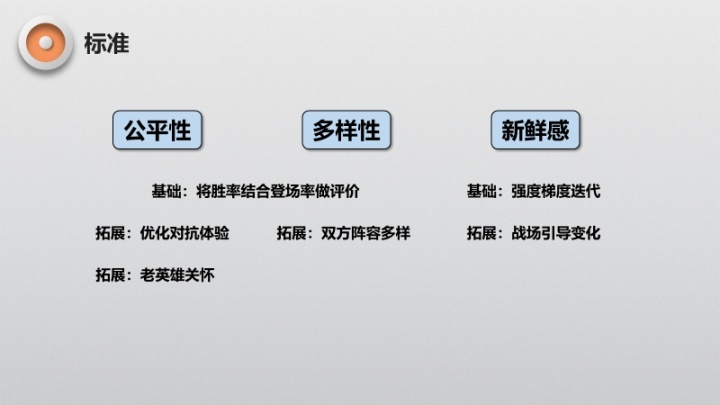 标准
公平性
多样性
新鲜感
基础：将胜率结合登场率做评价
基础：强度梯度迭代
拓展：优化对抗体验
拓展：双方阵容多样
拓展：战场引导变化
拓展：老英雄关怀